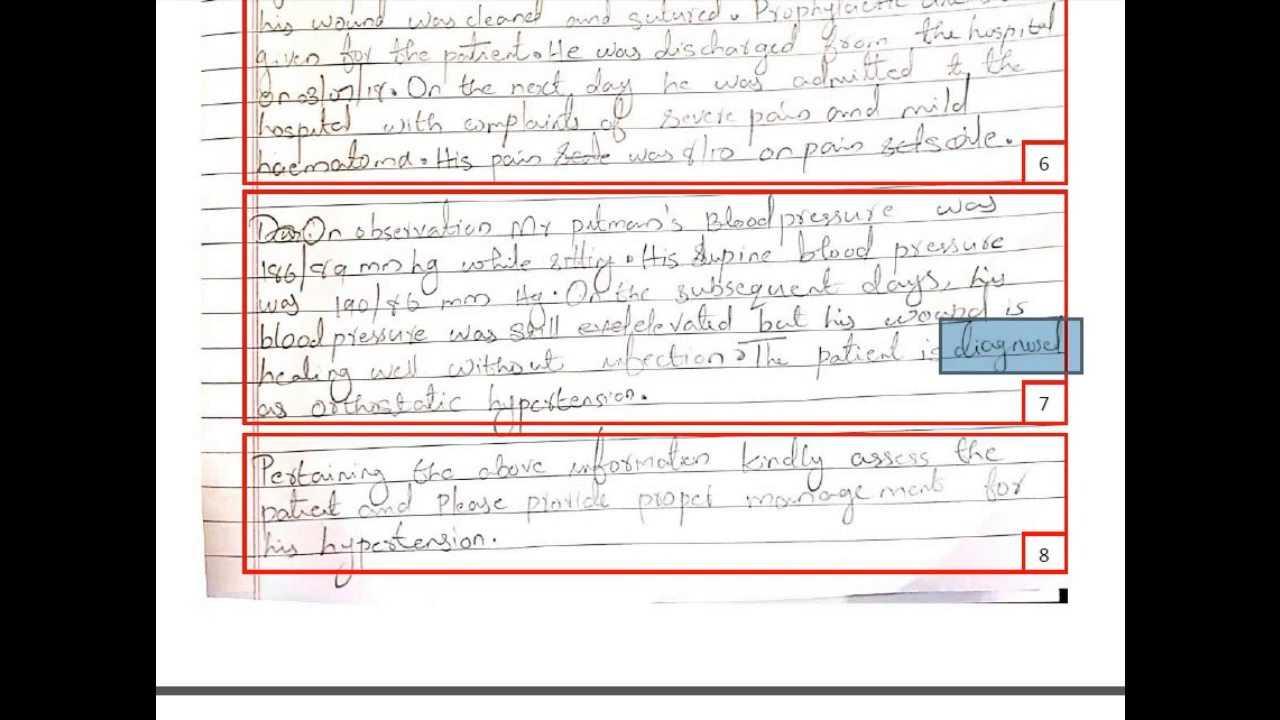 his wound was cleaned and sutured. Prophylactic
given for the patient. He was discharged from the hospital
on 03/07/18. On the next day he was admitted to the
hospital with complaints of severe pain and mild
haematoma. His pain scale was 8/10 on pain scale.
6
On observation Mr pitman's Blood pressure was
186/89 mm hg while sitting. His supine blood pressure
was 190/86 mm Hg. On the subsequent days, his
blood pressure was still elevated but his wound is
healing well without infection. The patient is diagnosed
as orthostatic hypertension.
7
Pertaining the above information kindly assess the
patient and please provide proper management for
his hypertension.
8